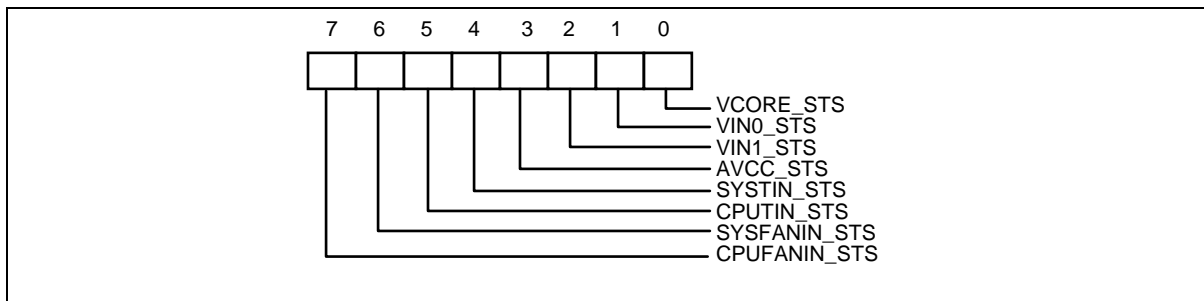 7 6 5 4 3 2 1 0
VCORE_STS
VIN0_STS
VIN1_STS
AVCC_STS
SYSTIN_STS
CPUTIN_STS
SYSFANIN_STS
CPUFANIN_STS